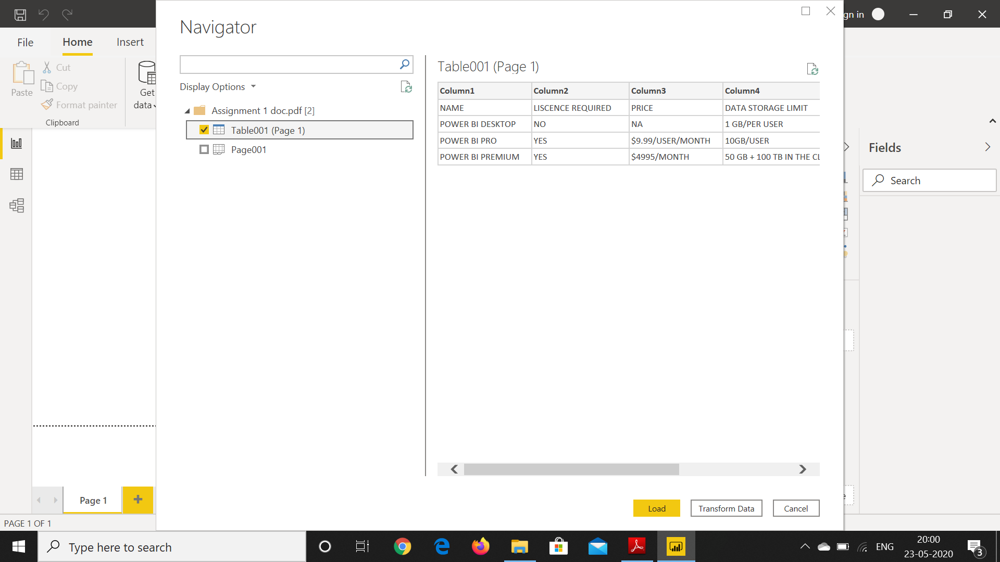 gn in
File
Home
Insert
Cut
Copy
Format painter
Paste
Clipboard
Get
data
Navigator
Display Options
Assignment 1 doc.pdf [2]
Table001 (Page 1)
Page001
Table001 (Page 1)
Column1 Column2 Column3 Column4
NAME LISCENCE REQUIRED PRICE DATA STORAGE LIMIT
POWER BI DESKTOP NO NA 1 GB/PER USER
POWER BI PRO YES $9.99/USER/MONTH 10GB/USER
POWER BI PREMIUM YES $4995/MONTH 50 GB + 100 TB IN THE CL
Fields
Search
e
Load
Transform Data
Cancel
Page 1
PAGE 1 OF 1
Type here to search
ENG
20:00
23-05-2020
3